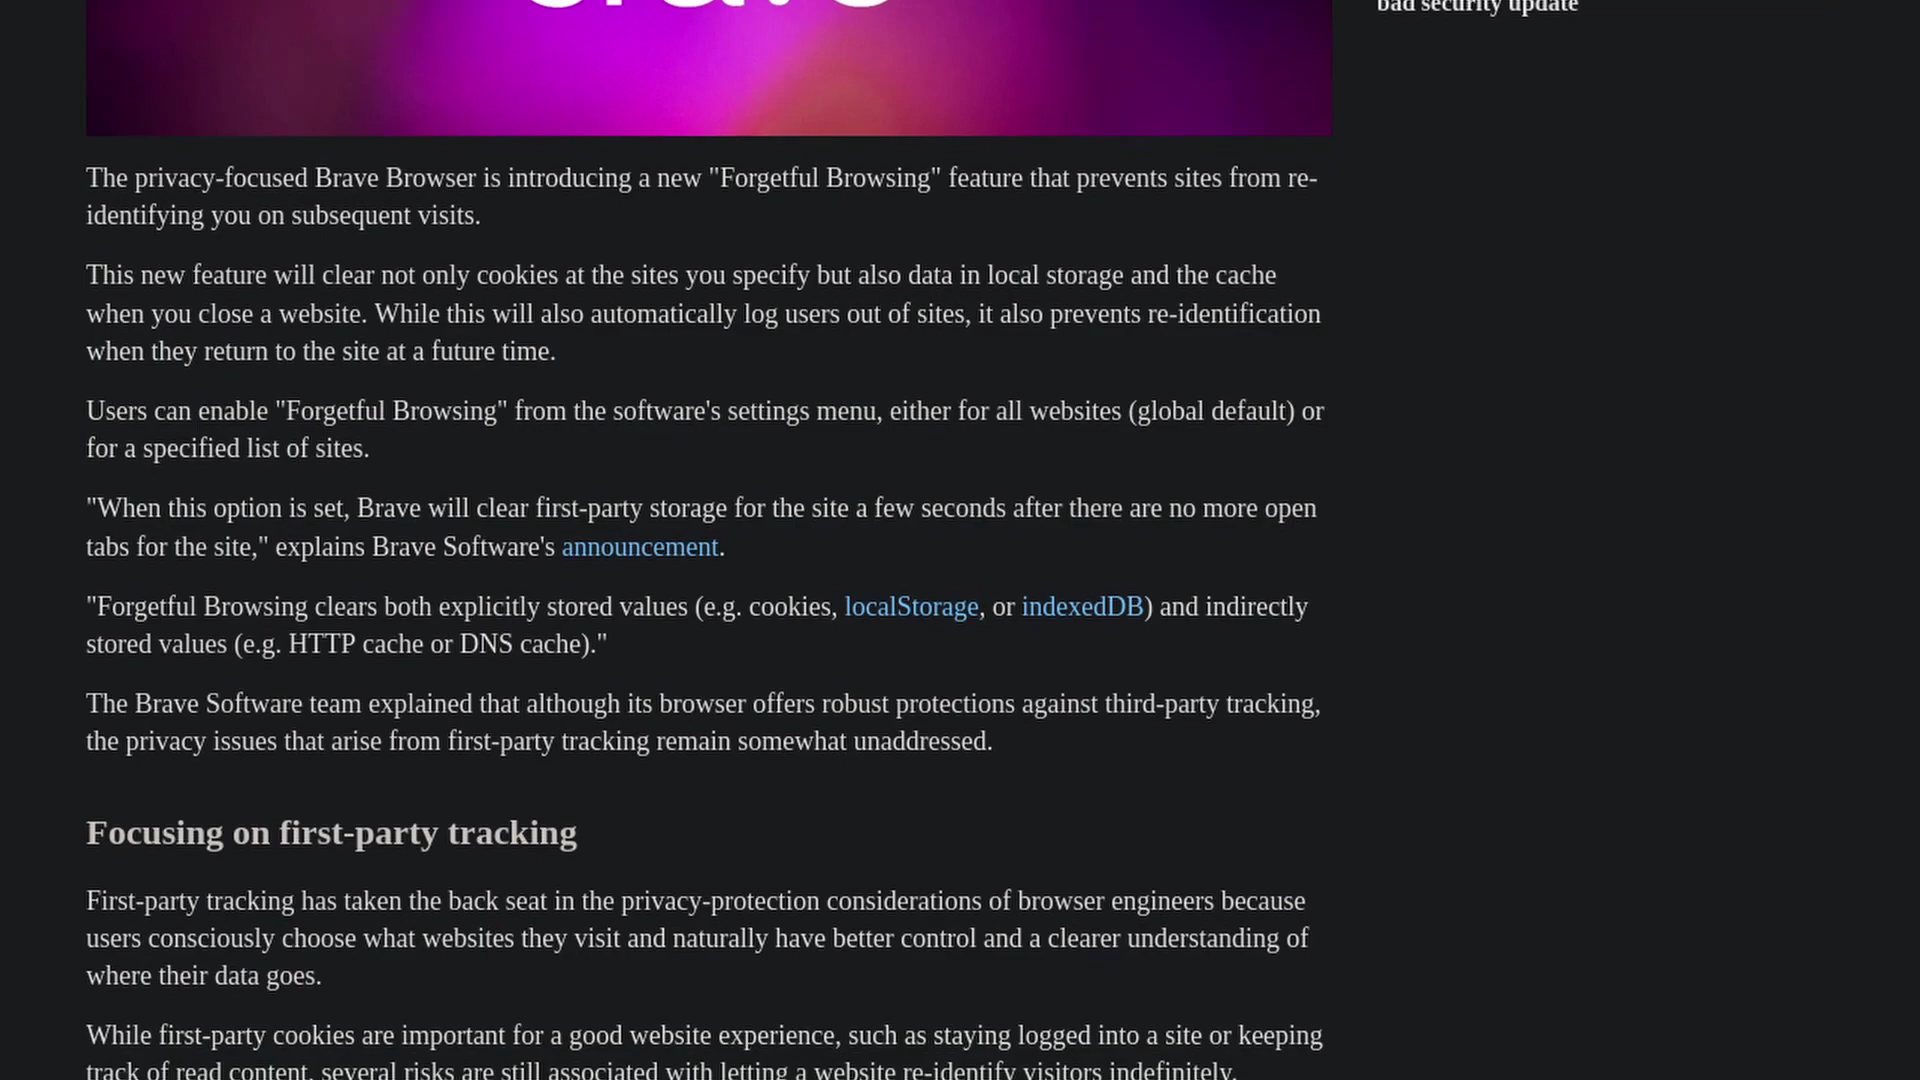 bad security update
The privacy-focused Brave Browser is introducing a new "Forgetful Browsing" feature that prevents sites from re-
identifying you on subsequent visits.
This new feature will clear not only cookies at the sites you specify but also data in local storage and the cache
when you close a website. While this will also automatically log users out of sites, it also prevents re-identification
when they return to the site at a future time.
Users can enable "Forgetful Browsing" from the software's settings menu, either for all websites (global default) or
for a specified list of sites.
"When this option is set, Brave will clear first-party storage for the site a few seconds after there are no more open
tabs for the site," explains Brave Software's announcement.
"Forgetful Browsing clears both explicitly stored values (e.g. cookies, localStorage, or indexedDB) and indirectly
stored values (e.g. HTTP cache or DNS cache)."
The Brave Software team explained that although its browser offers robust protections against third-party tracking,
the privacy issues that arise from first-party tracking remain somewhat unaddressed.
Focusing on first-party tracking
First-party tracking has taken the back seat in the privacy-protection considerations of browser engineers because
users consciously choose what websites they visit and naturally have better control and a clearer understanding of
where their data goes.
While first-party cookies are important for a good website experience, such as staying logged into a site or keeping
track of read content, several risks are still associated with letting a website re-identify visitors indefinitely.